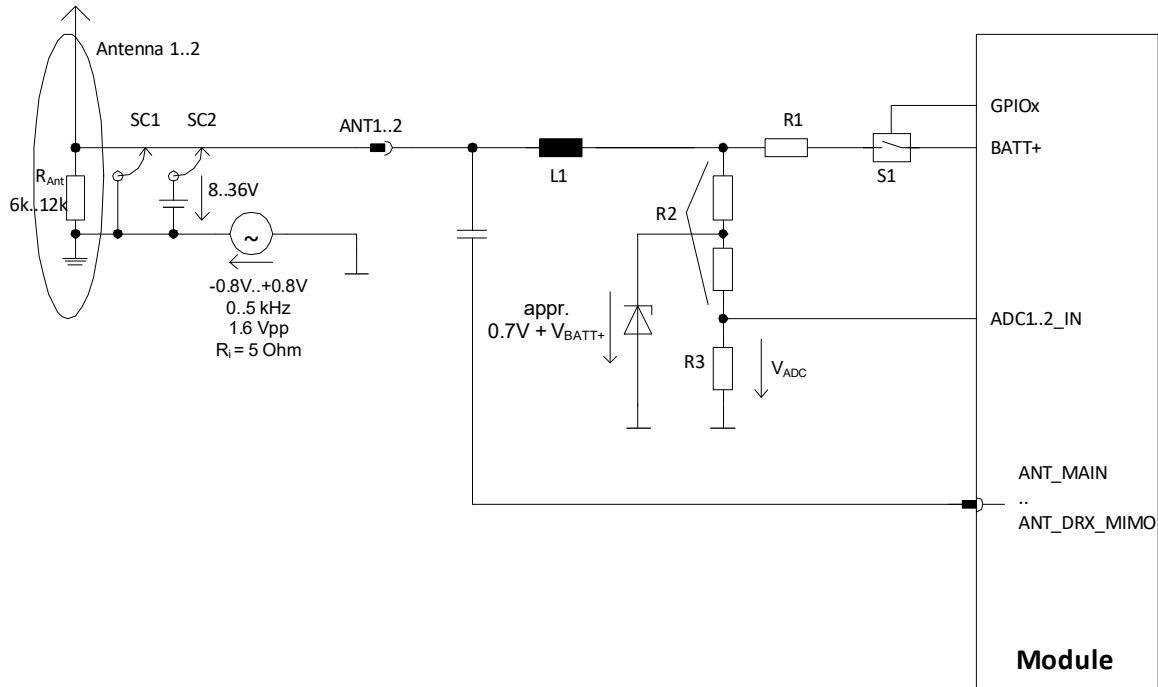 Antenna 1..2
SC1
SC2
ANT1..2
R1
GPIOx
BATT+
S1
L1
RAnt
6k..12k
8..36V
R2
~
-0.8V..+0.8V
0..5 kHz
1.6 Vpp
Ri = 5 Ohm
appr.
0.7V + VBATT+
ADC1..2_IN
R3
VADC
ANT_MAIN
..
ANT_DRX_MIMO
Module